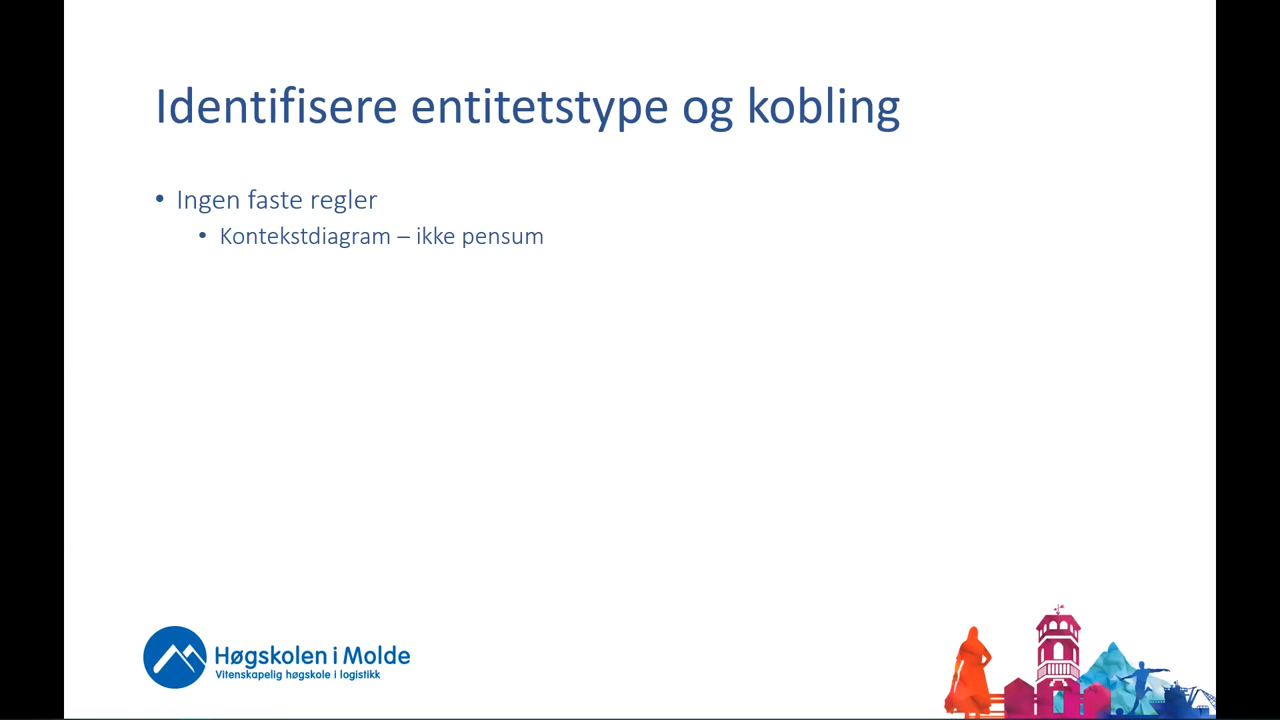 Identifisere entitetstype og kobling
• Ingen faste regler
• Kontekstdiagram – ikke pensum
Høgskolen i Molde
Vitenskapelig høgskole i logistikk